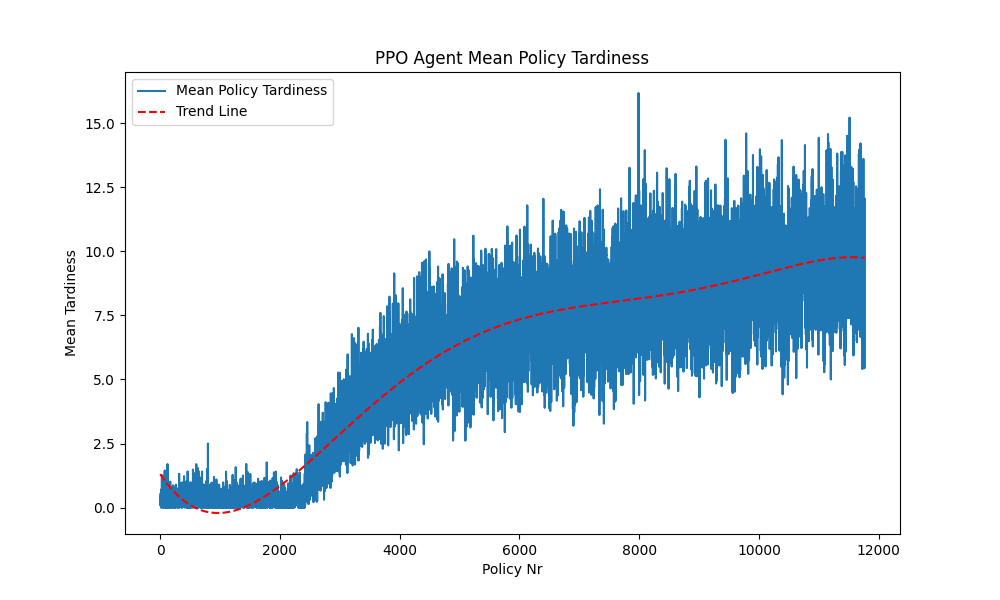 PPO Agent Mean Policy Tardiness
Mean Policy Tardiness
Trend Line
15.0
12.5
10.0
7.5
5.0
2.5
0.0
Mean Tardiness
0 2000 4000 6000 8000 10000 12000
Policy Nr